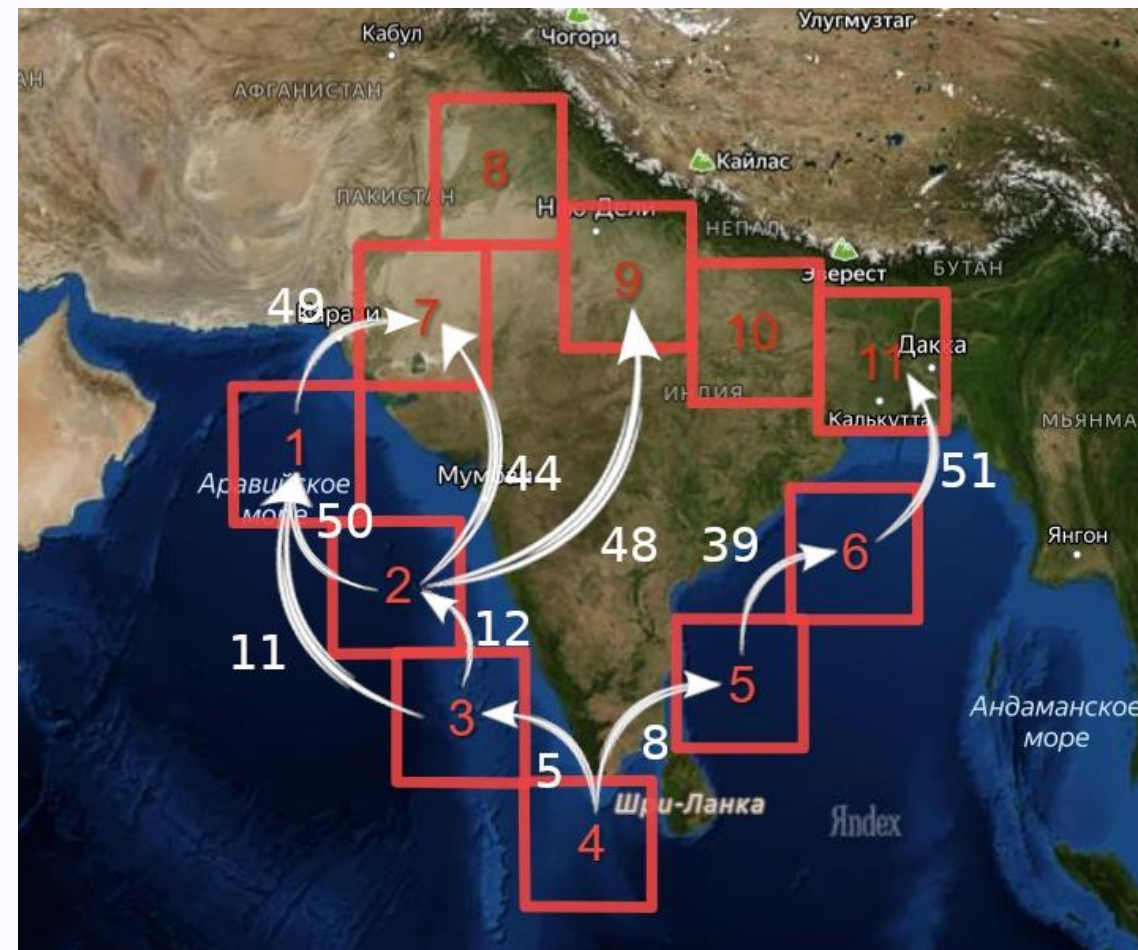 Улугмузтаг
Кабул
Чогори
АН
АФГАНИСТАН
Кайлас
8
ПАКИСТАН
НЕПАЛ
Эверест
БУТАН
9
49
Карачи
7
10
11
Дакка
ИНДИЯ
Калькутта
МЬЯНМА
1
Аравийское
море
Мумбаи
44
51
50
48
39
6
Янгон
2
12
11
3
5
8
5
Андаманское
море
Шри-Ланка
Яndex
4